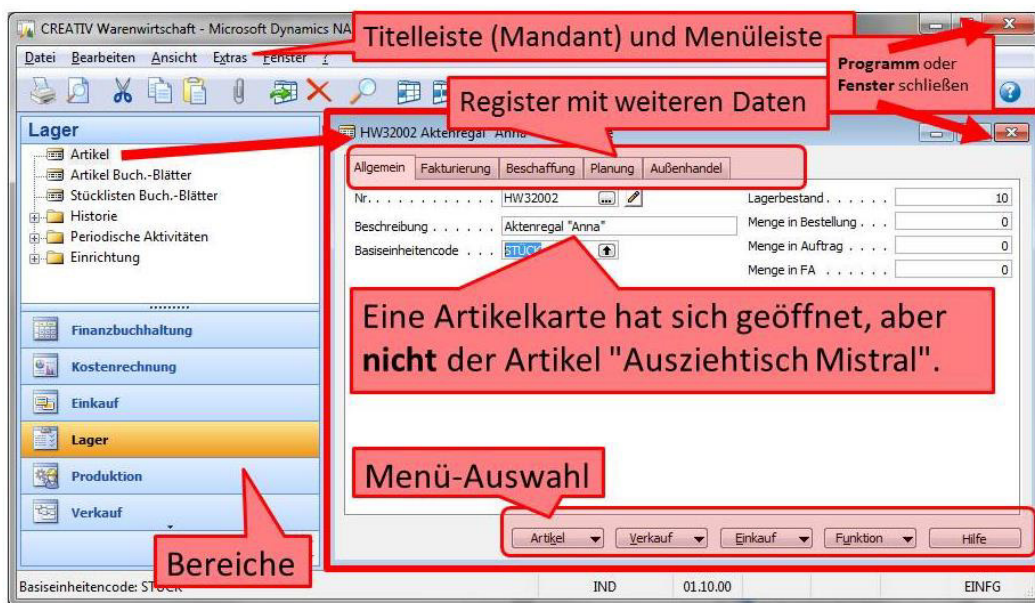 CREATIV Warenwirtschaft - Microsoft Dynamics NA
Titelleiste (Mandant) und Menüleiste
Datei Bearbeiten Ansicht Extras Fenster ?
Programm oder
Fenster schließen
Register mit weiteren Daten
Lager
Artikel
Artikel Buch.-Blätter
Stücklisten Buch.-Blätter
Historie
Periodische Aktivitäten
Einrichtung
HW32002 Aktenregal "Anna"
Allgemein Fakturierung Beschaffung Planung Außenhandel
Nr. . . . . . . . . . . . . HW32002
Beschreibung . . . . . . Aktenregal "Anna"
Basiseinheitencode . . . STÜCK
Lagerbestand . . . . . . 10
Menge in Bestellung . . . 0
Menge in Auftrag . . . . 0
Menge in FA . . . . . . 0
Eine Artikelkarte hat sich geöffnet, aber
nicht der Artikel "Ausziehtisch Mistral".
Finanzbuchhaltung
Kostenrechnung
Einkauf
Lager
Produktion
Verkauf
Bereiche
Menü-Auswahl
Artikel Verkauf Einkauf Funktion Hilfe
Basiseinheitencode: STÜCK IND 01.10.00 EINFG